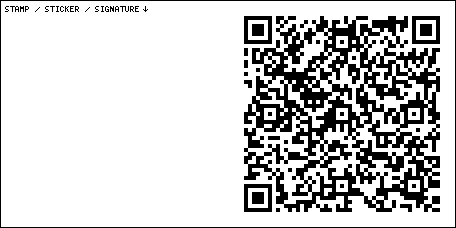 STAMP / STICKER / SIGNATURE ↓